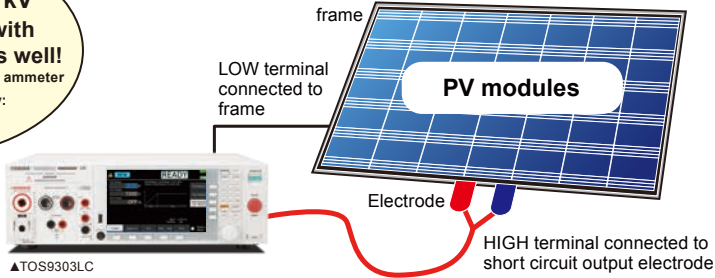 kV
with
s well!
ammeter
y:
frame
LOW terminal
connected to
frame
PV modules
READY
Electrode
HIGH terminal connected to
short circuit output electrode
▲TOS9303LC